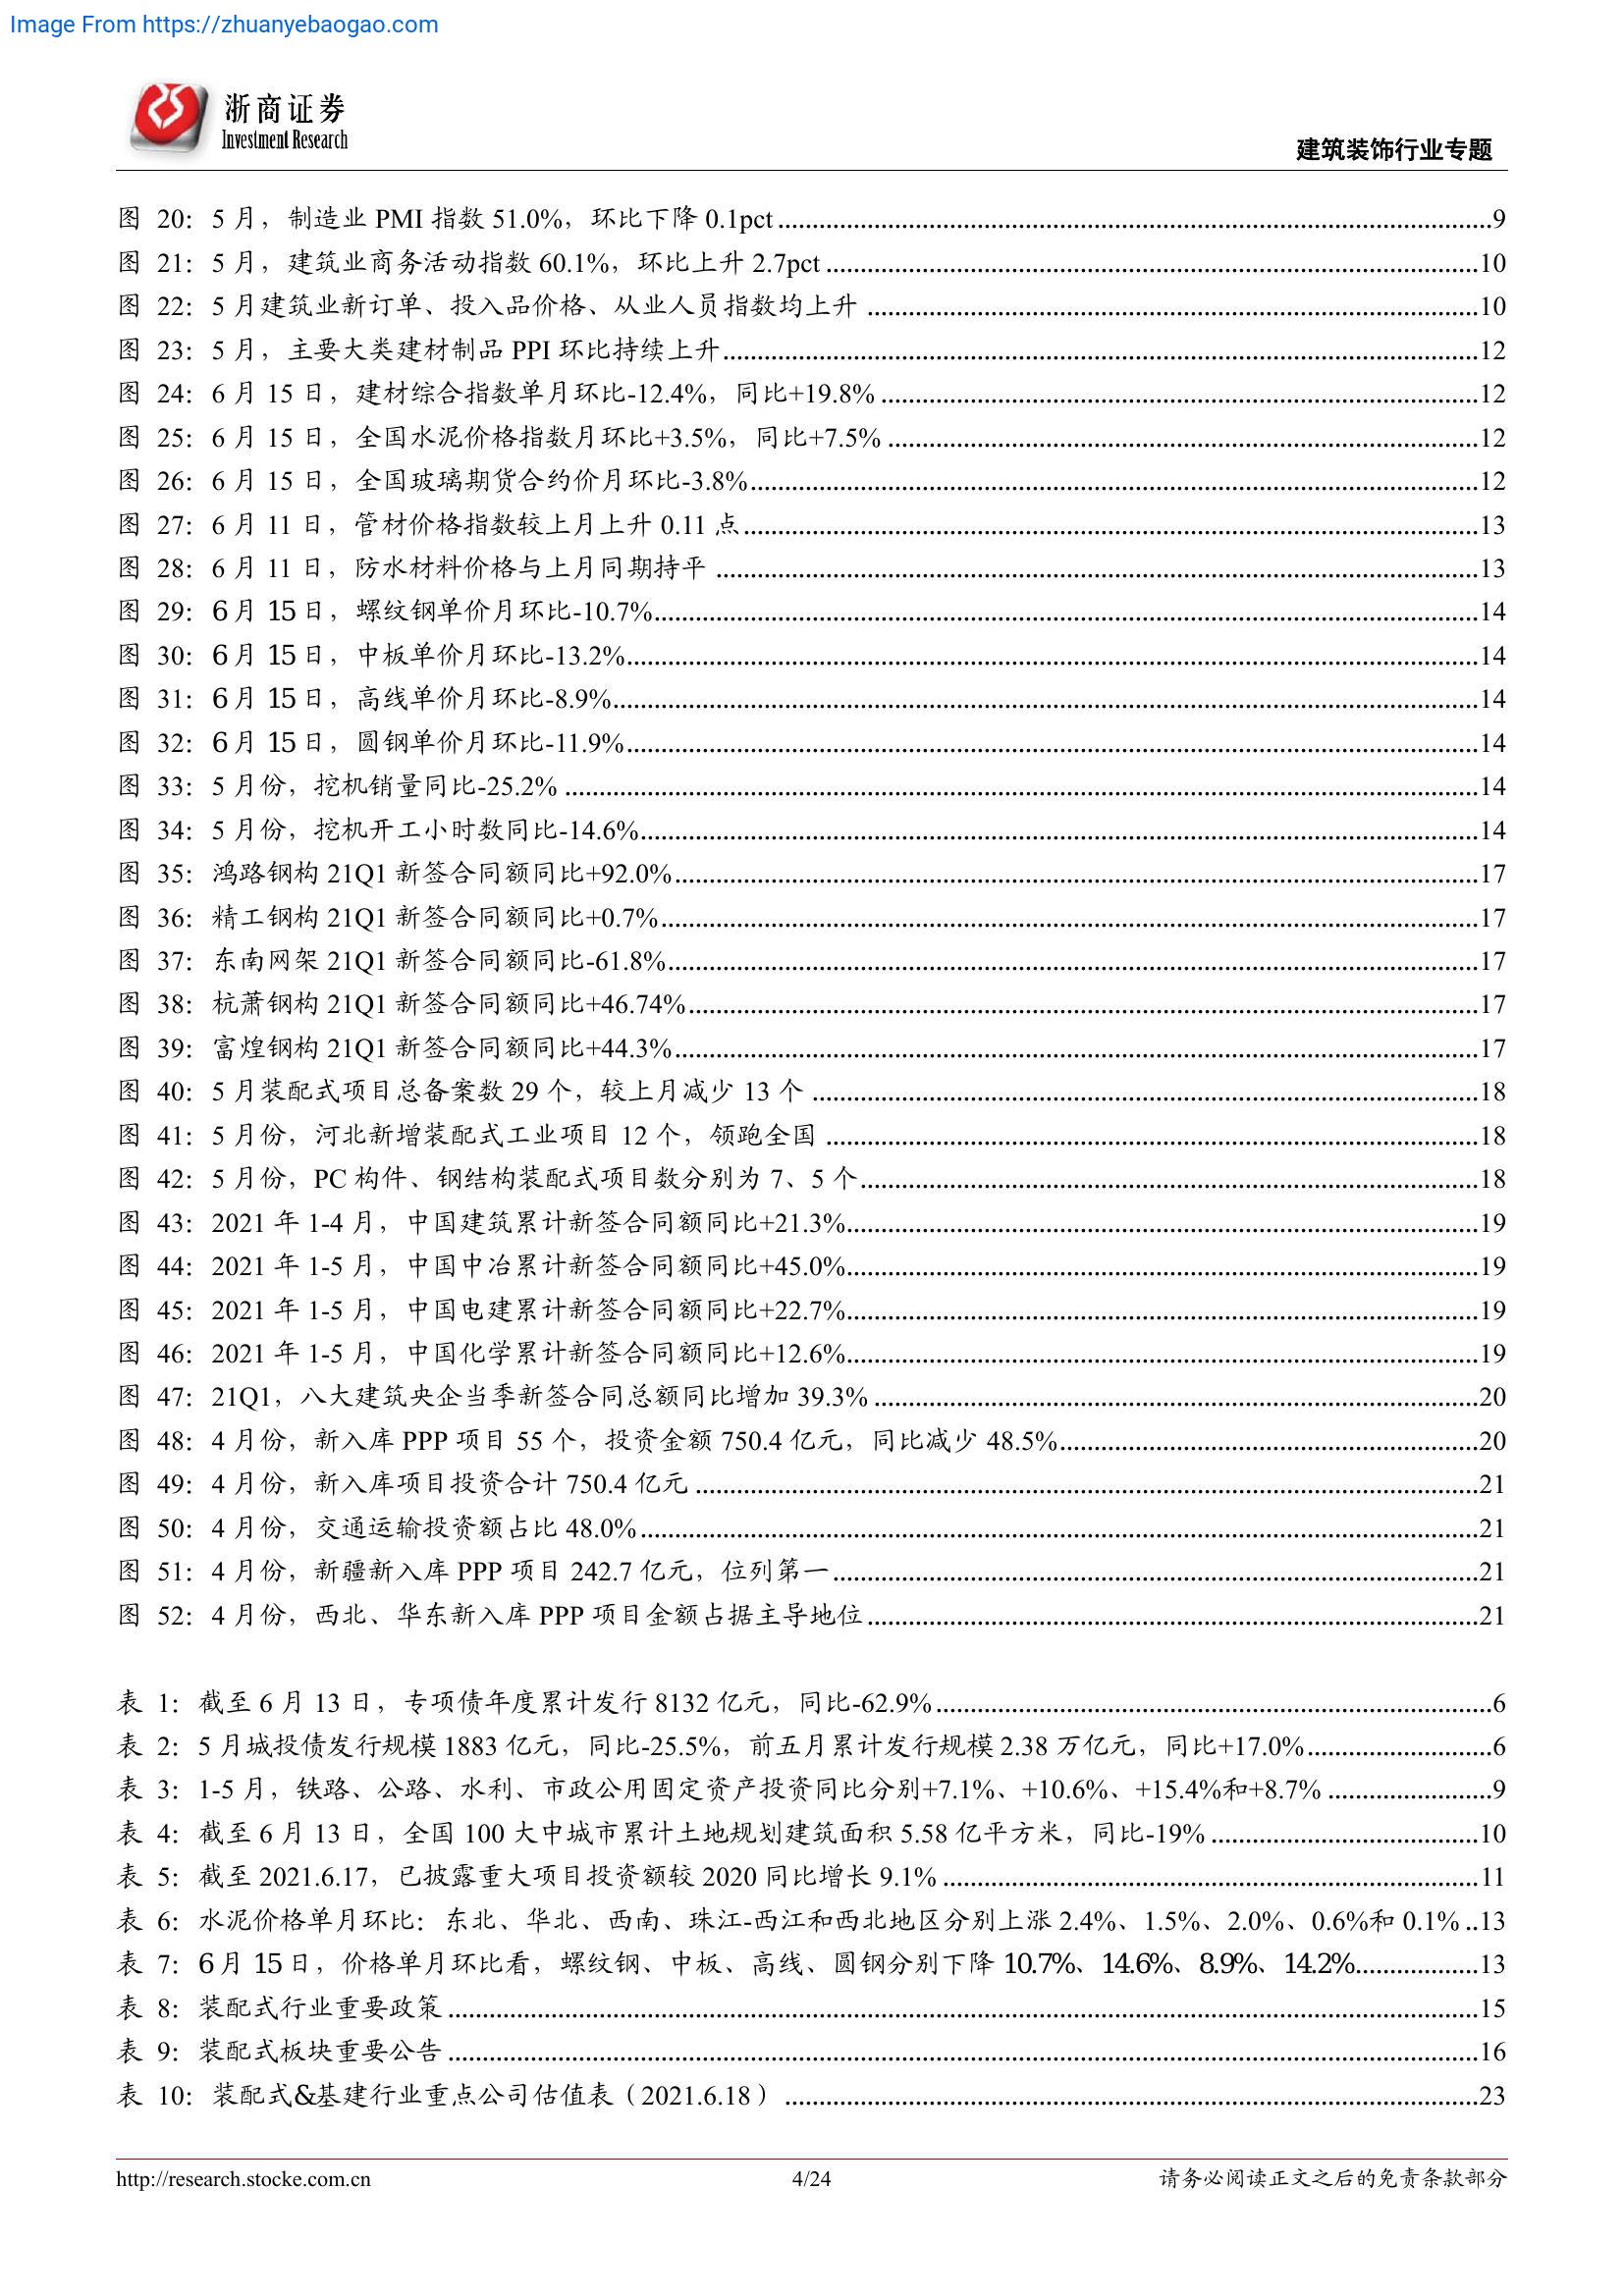 Image From https://zhuanyebaogao.com
浙商证券
Investment Research
建筑装饰行业专题
图 20：5 月，制造业 PMI 指数 51.0%，环比下降 0.1pct........9
图 21：5 月，建筑业商务活动指数 60.1%，环比上升 2.7pct........10
图 22：5 月建筑业新订单、投入品价格、从业人员指数均上升........10
图 23：5 月，主要大类建材制品 PPI 环比持续上升........12
图 24：6 月 15 日，建材综合指数单月环比-12.4%，同比+19.8%........12
图 25：6 月 15 日，全国水泥价格指数月环比+3.5%，同比+7.5%........12
图 26：6 月 15 日，全国玻璃期货合约价月环比-3.8%........12
图 27：6 月 11 日，管材价格指数较上月上升 0.11 点........13
图 28：6 月 11 日，防水材料价格与上月同期持平........13
图 29：6 月 15 日，螺纹钢单价月环比-10.7%........14
图 30：6 月 15 日，中板单价月环比-13.2%........14
图 31：6 月 15 日，高线单价月环比-8.9%........14
图 32：6 月 15 日，圆钢单价月环比-11.9%........14
图 33：5 月份，挖机销量同比-25.2%........14
图 34：5 月份，挖机开工小时数同比-14.6%........14
图 35：鸿路钢构 21Q1 新签合同额同比+92.0%........17
图 36：精工钢构 21Q1 新签合同额同比+0.7%........17
图 37：东南网架 21Q1 新签合同额同比-61.8%........17
图 38：杭萧钢构 21Q1 新签合同额同比+46.74%........17
图 39：富煌钢构 21Q1 新签合同额同比+44.3%........17
图 40：5 月装配式项目总备案数 29 个，较上月减少 13 个........18
图 41：5 月份，河北新增装配式工业项目 12 个，领跑全国........18
图 42：5 月份，PC 构件、钢结构装配式项目数分别为 7、5 个........18
图 43：2021 年 1-4 月，中国建筑累计新签合同额同比+21.3%........19
图 44：2021 年 1-5 月，中国中冶累计新签合同额同比+45.0%........19
图 45：2021 年 1-5 月，中国电建累计新签合同额同比+22.7%........19
图 46：2021 年 1-5 月，中国化学累计新签合同额同比+12.6%........19
图 47：21Q1，八大建筑央企当季新签合同总额同比增加 39.3%........20
图 48：4 月份，新入库 PPP 项目 55 个，投资金额 750.4 亿元，同比减少 48.5%........20
图 49：4 月份，新入库项目投资合计 750.4 亿元........21
图 50：4 月份，交通运输投资额占比 48.0%........21
图 51：4 月份，新疆新入库 PPP 项目 242.7 亿元，位列第一........21
图 52：4 月份，西北、华东新入库 PPP 项目金额占据主导地位........21
表 1：截至 6 月 13 日，专项债年度累计发行 8132 亿元，同比-62.9%........6
表 2：5 月城投债发行规模 1883 亿元，同比-25.5%，前五月累计发行规模 2.38 万亿元，同比+17.0%........6
表 3：1-5 月，铁路、公路、水利、市政公用固定资产投资同比分别+7.1%、+10.6%、+15.4%和+8.7%........9
表 4：截至 6 月 13 日，全国 100 大中城市累计土地规划建筑面积 5.58 亿平方米，同比-19%........10
表 5：截至 2021.6.17，已披露重大项目投资额较 2020 同比增长 9.1%........11
表 6：水泥价格单月环比：东北、华北、西南、珠江-西江和西北地区分别上涨 2.4%、1.5%、2.0%、0.6%和 0.1%..13
表 7：6 月 15 日，价格单月环比看，螺纹钢、中板、高线、圆钢分别下降 10.7%、14.6%、8.9%、14.2%........13
表 8：装配式行业重要政策........15
表 9：装配式板块重要公告........16
表 10：装配式&基建行业重点公司估值表（2021.6.18）........23
http://research.stocke.com.cn
4/24
请务必阅读正文之后的免责条款部分